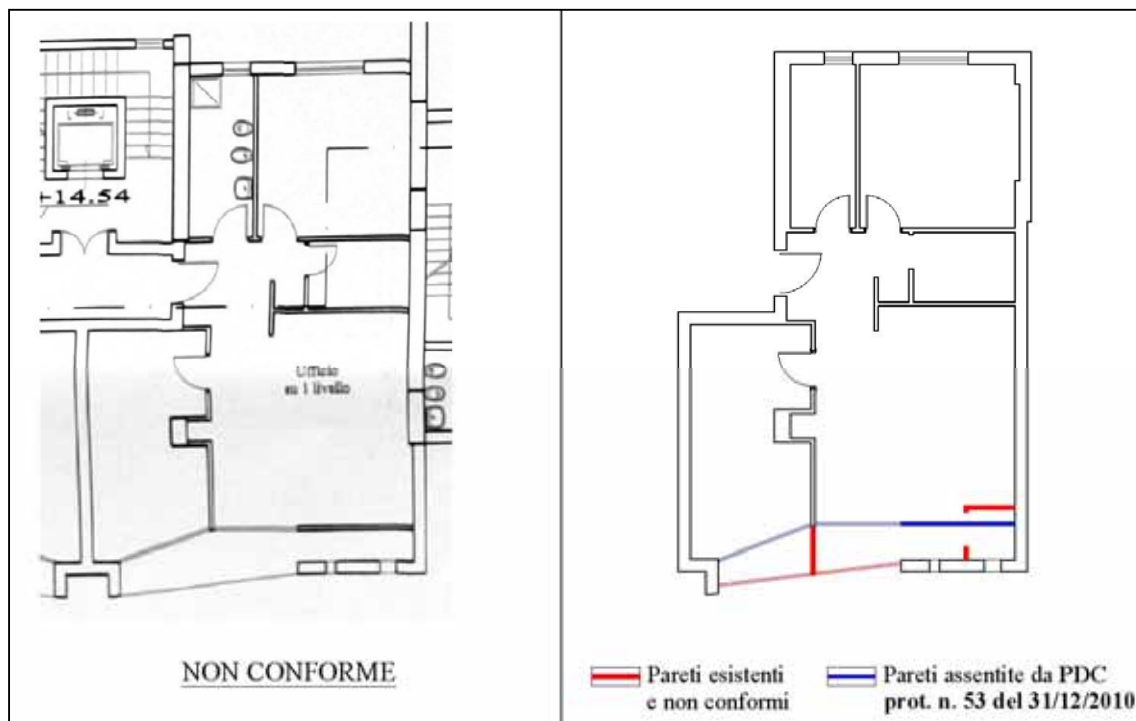 +14.54
Ufficio
su 1 livello
NON CONFORME
Pareti esistenti
e non conformi
Pareti assentite da PDC
prot. n. 53 del 31/12/2010